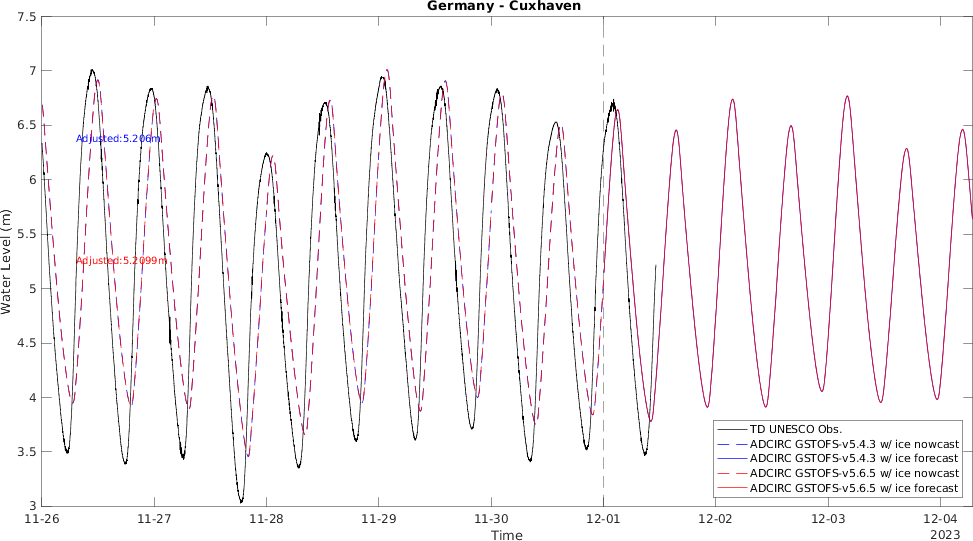 Germany - Cuxhaven
7.5
7
6.5
6
5.5
5
4.5
4
3.5
3
Water Level (m)
Adjusted:5.206m
Adjusted:5.2099m
TD UNESCO Obs.
ADCIRC GSTOFS-v5.4.3 w/ ice nowcast
ADCIRC GSTOFS-v5.4.3 w/ ice forecast
ADCIRC GSTOFS-v5.6.5 w/ ice nowcast
ADCIRC GSTOFS-v5.6.5 w/ ice forecast
11-26 11-27 11-28 11-29 11-30 12-01 12-02 12-03 12-04
Time
2023